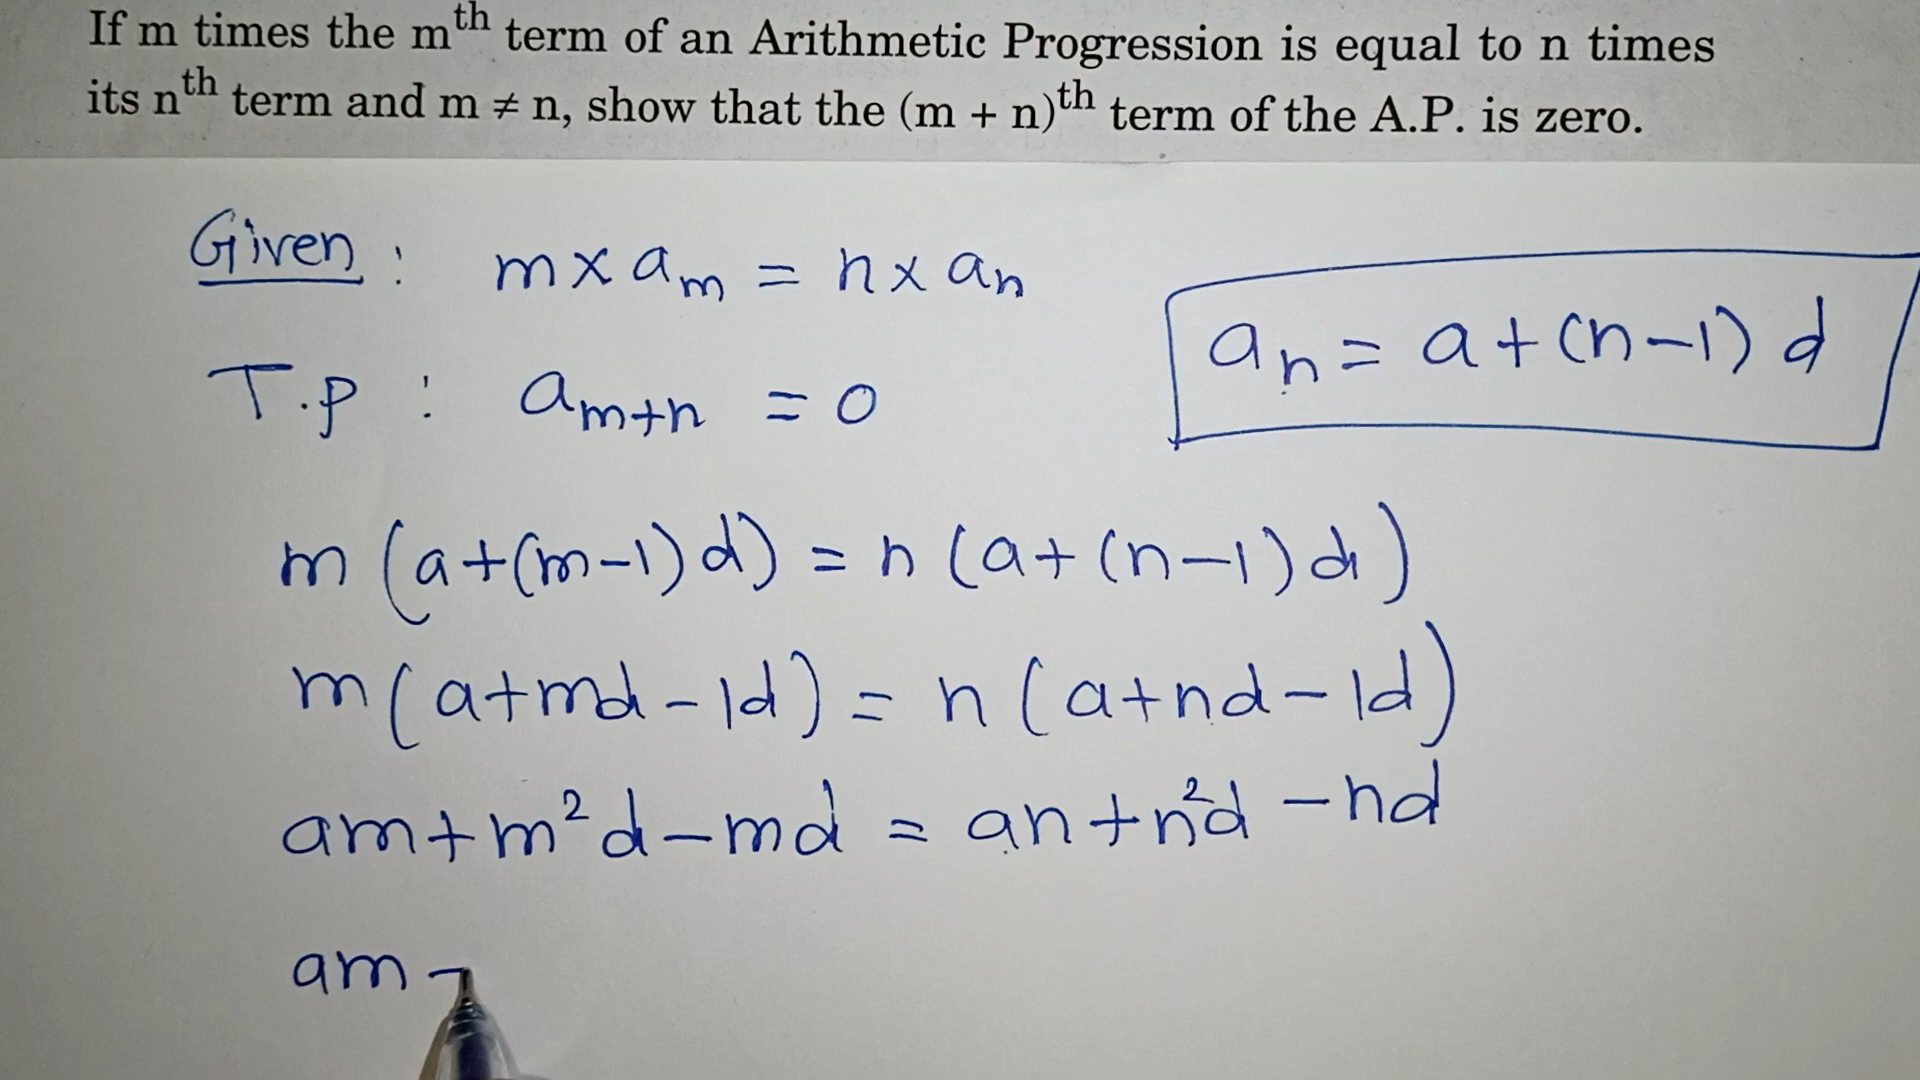 If m times the mth term of an Arithmetic Progression is equal to n times
its nth term and m ≠ n, show that the (m + n)th term of the A.P. is zero.
Given : m × am = n × an
an = a + (n-1) d
T.p : am+n = 0
m (a+(m-1) d) = n (a+ (n-1) d)
m (a+md - 1d) = n (a+nd - 1d)
am + m²d - md = an + n²d - nd
am -